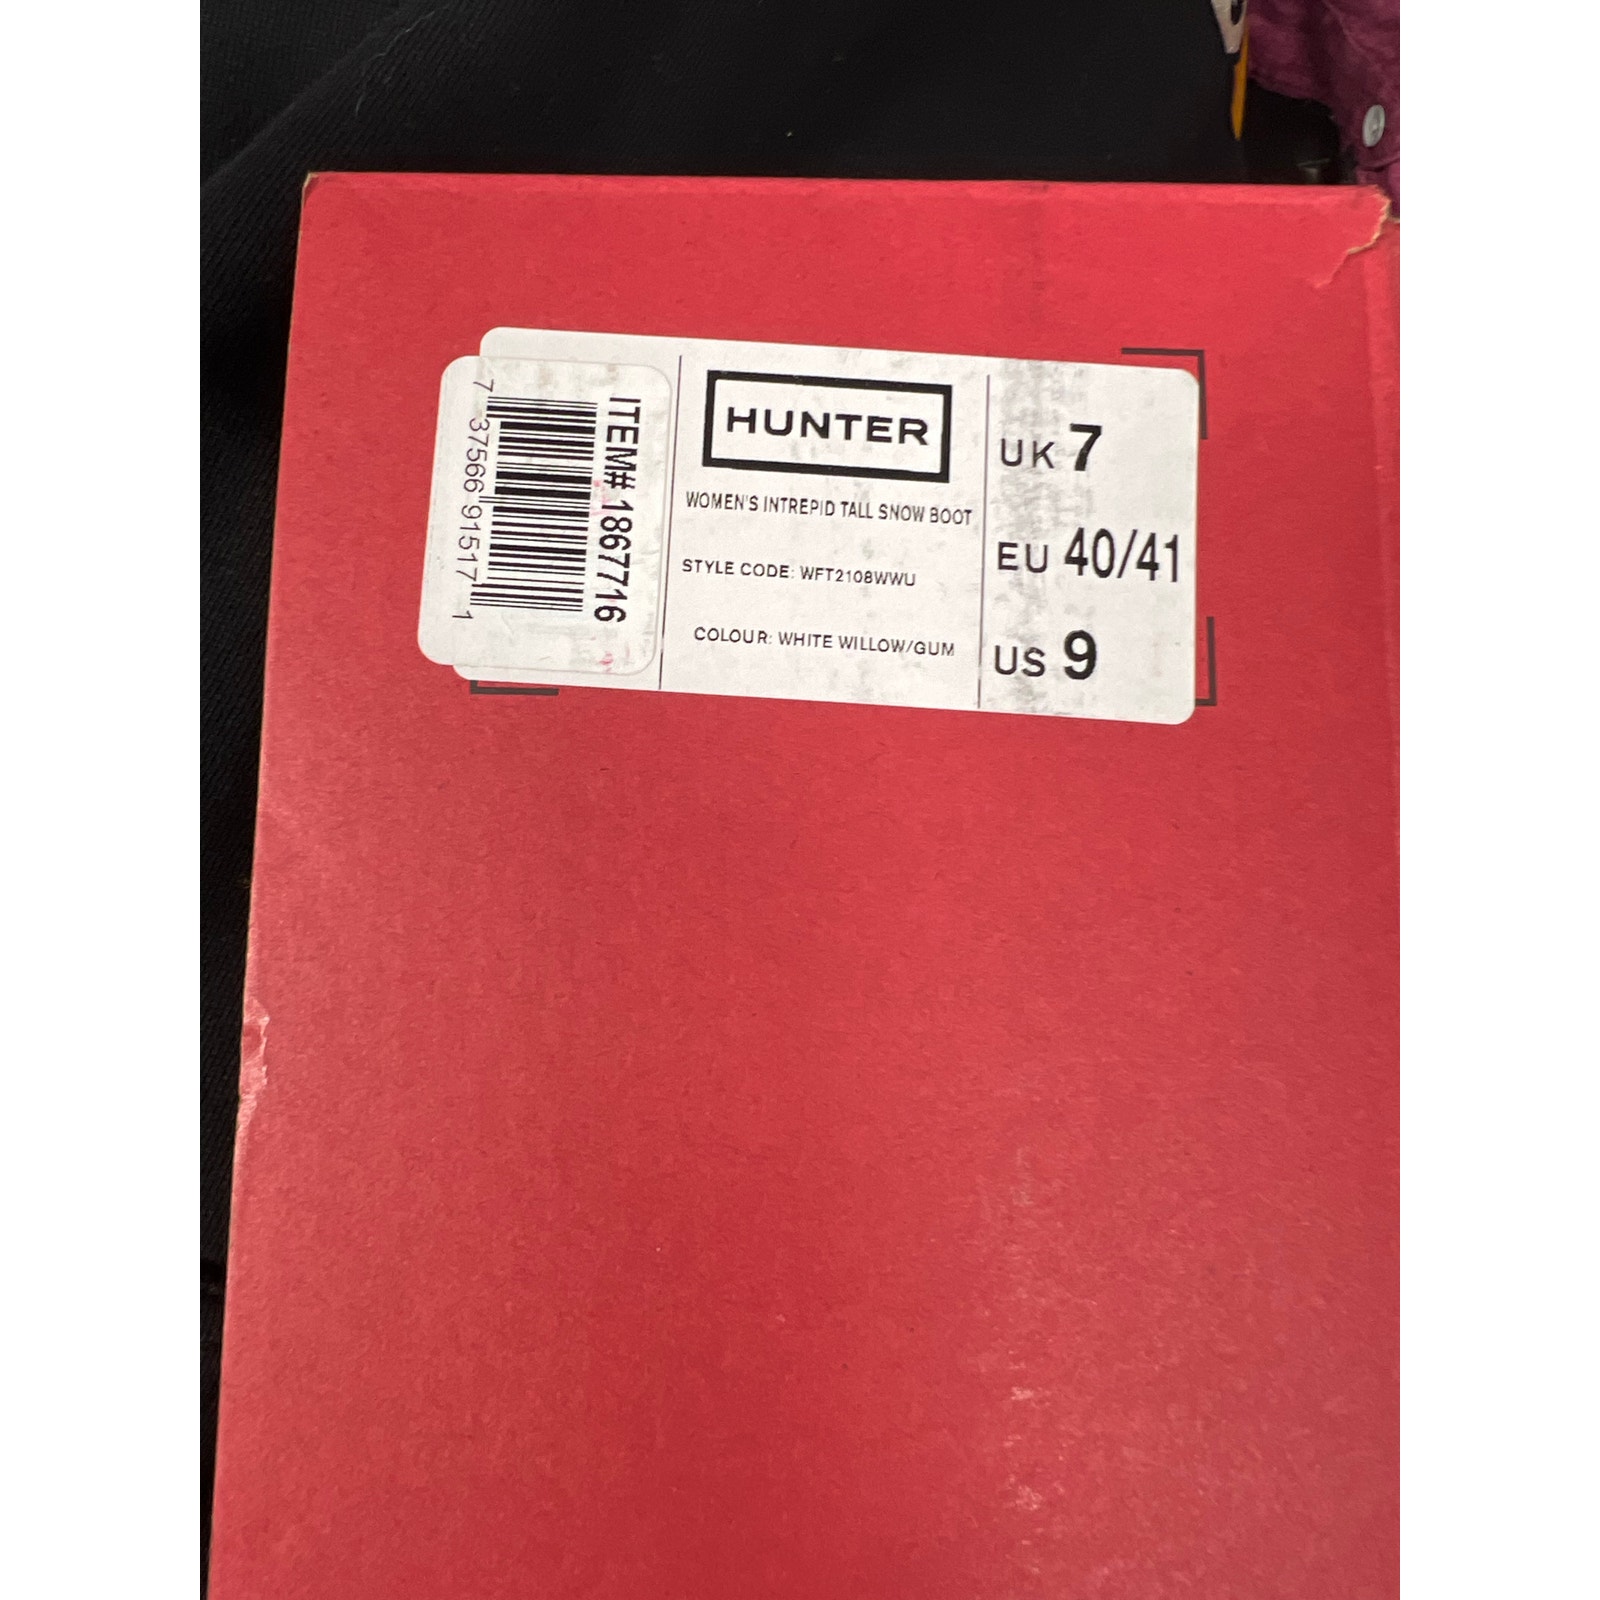 ITEM# 1867716
7 37566 91517 1
HUNTER
WOMEN'S INTREPID TALL SNOW BOOT
STYLE CODE: WFT2108WWU
COLOUR: WHITE WILLOW/GUM
UK 7
EU 40/41
US 9